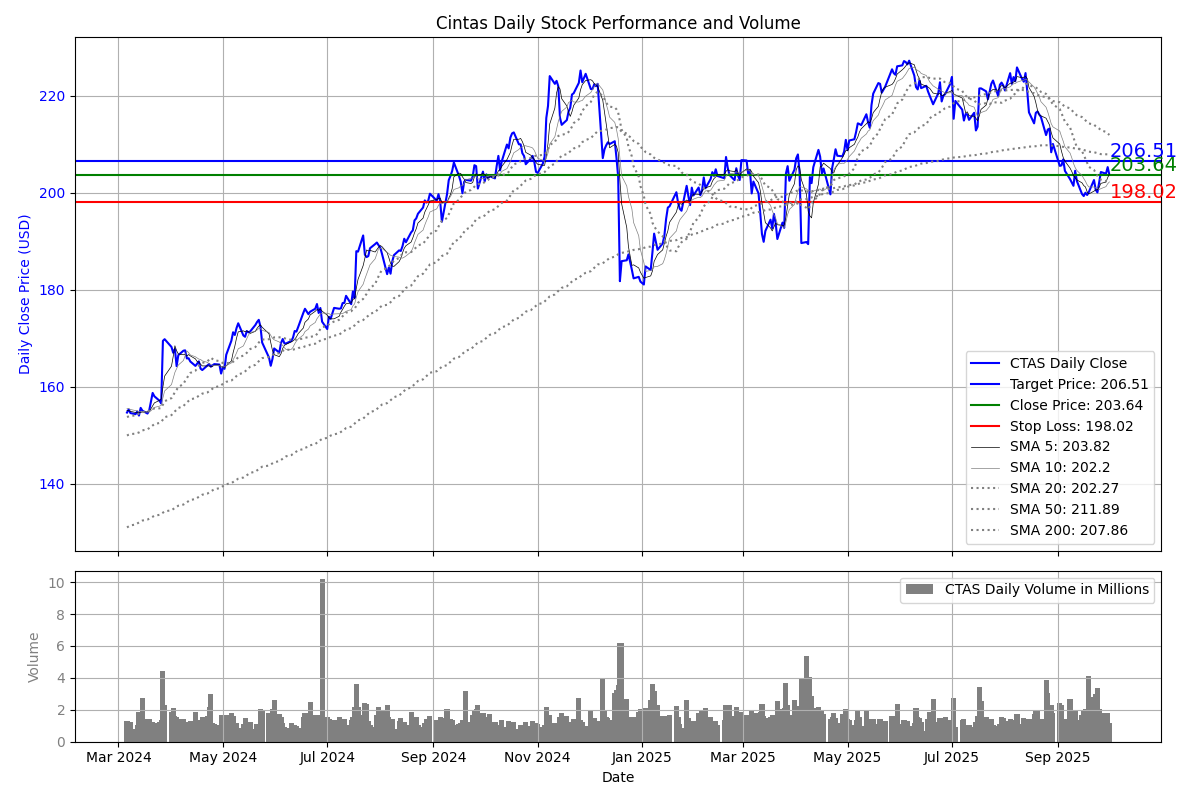 Cintas Daily Stock Performance and Volume
Daily Close Price (USD)
220
200
180
160
140
206.51
203.64
198.02
CTAS Daily Close
Target Price: 206.51
Close Price: 203.64
Stop Loss: 198.02
SMA 5: 203.82
SMA 10: 202.2
SMA 20: 202.27
SMA 50: 211.89
SMA 200: 207.86
Volume
10
8
6
4
2
0
CTAS Daily Volume in Millions
Mar 2024 May 2024 Jul 2024 Sep 2024 Nov 2024 Jan 2025 Mar 2025 May 2025 Jul 2025 Sep 2025
Date